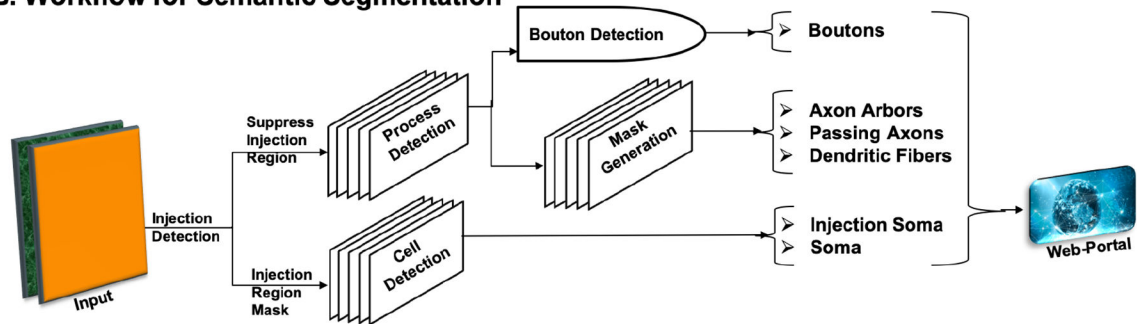 Workflow for Semantic Segmentation
Bouton Detection
Boutons
Suppress
Injection
Region
Process
Detection
Mask
Generation
Axon Arbors
Passing Axons
Dendritic Fibers
Injection
Detection
Input
Injection
Region
Mask
Cell
Detection
Injection Soma
Soma
Web-Portal